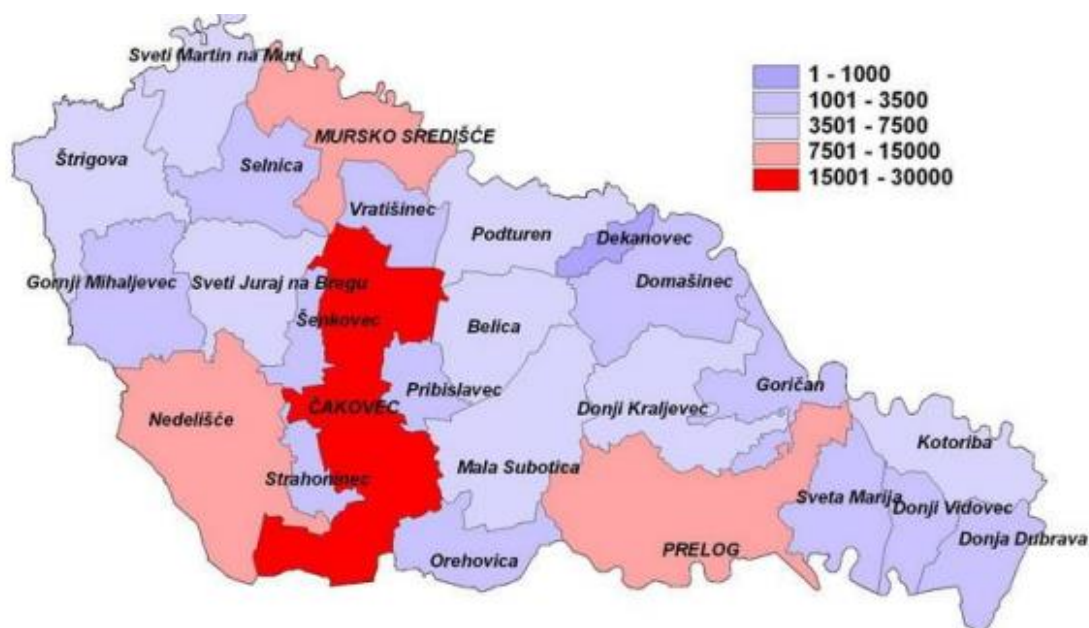 Sveti Martin na Muri
1 - 1000
1001 - 3500
3501 - 7500
7501 - 15000
15001 - 30000
MURSKO SREDIŠĆE
Štrigova
Selnica
Vratišinec
Podturen
Dekanovec
Gornji Mihaljevec
Sveti Juraj na Bregu
Domašinec
Šenkovec
Belica
Pribislavec
Goričan
Nedelišće
ČAKOVEC
Donji Kraljevec
Kotoriba
Strahoninec
Mala Subotica
Sveta Marija
Donji Vidovec
Donja Dubrava
Orehovica
PRELOG